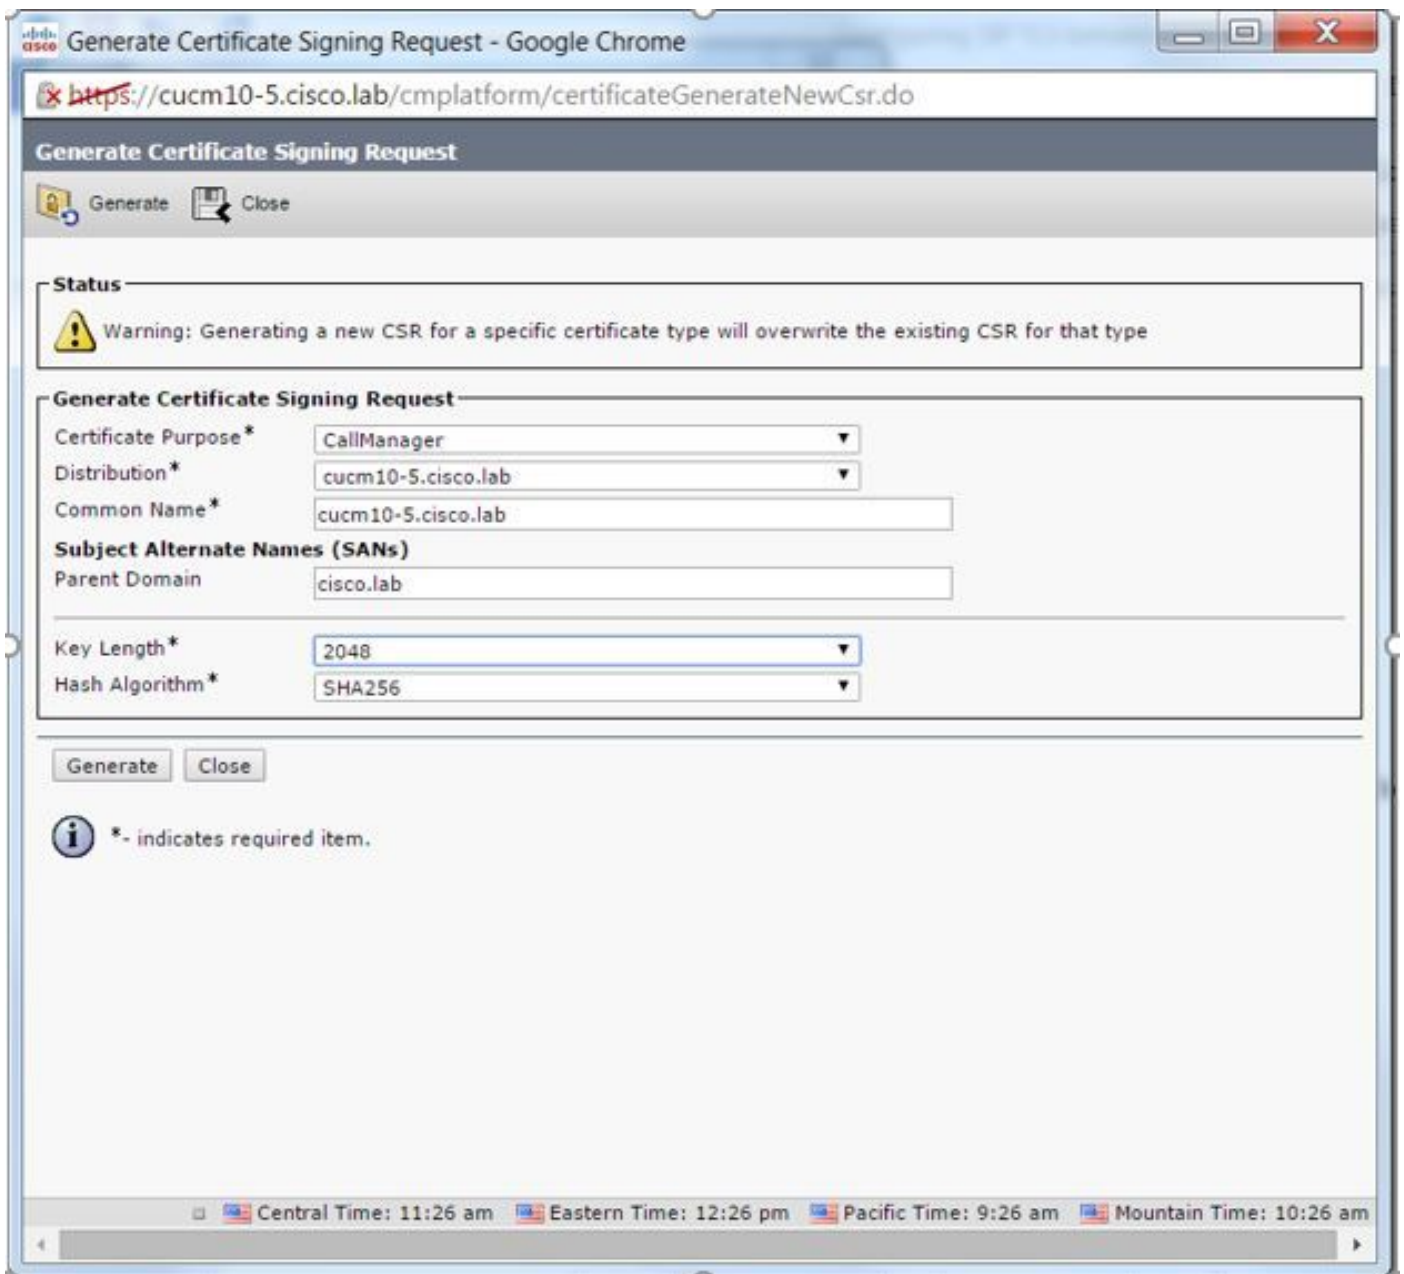 cisco Generate Certificate Signing Request - Google Chrome
https://cucm10-5.cisco.lab/cmplatform/certificateGenerateNewCsr.do
Generate Certificate Signing Request
Generate Close
Status
Warning: Generating a new CSR for a specific certificate type will overwrite the existing CSR for that type
Generate Certificate Signing Request
Certificate Purpose* CallManager
Distribution* cucm10-5.cisco.lab
Common Name* cucm10-5.cisco.lab
Subject Alternate Names (SANs)
Parent Domain cisco.lab
Key Length* 2048
Hash Algorithm* SHA256
Generate Close
*- indicates required item.
Central Time: 11:26 am Eastern Time: 12:26 pm Pacific Time: 9:26 am Mountain Time: 10:26 am